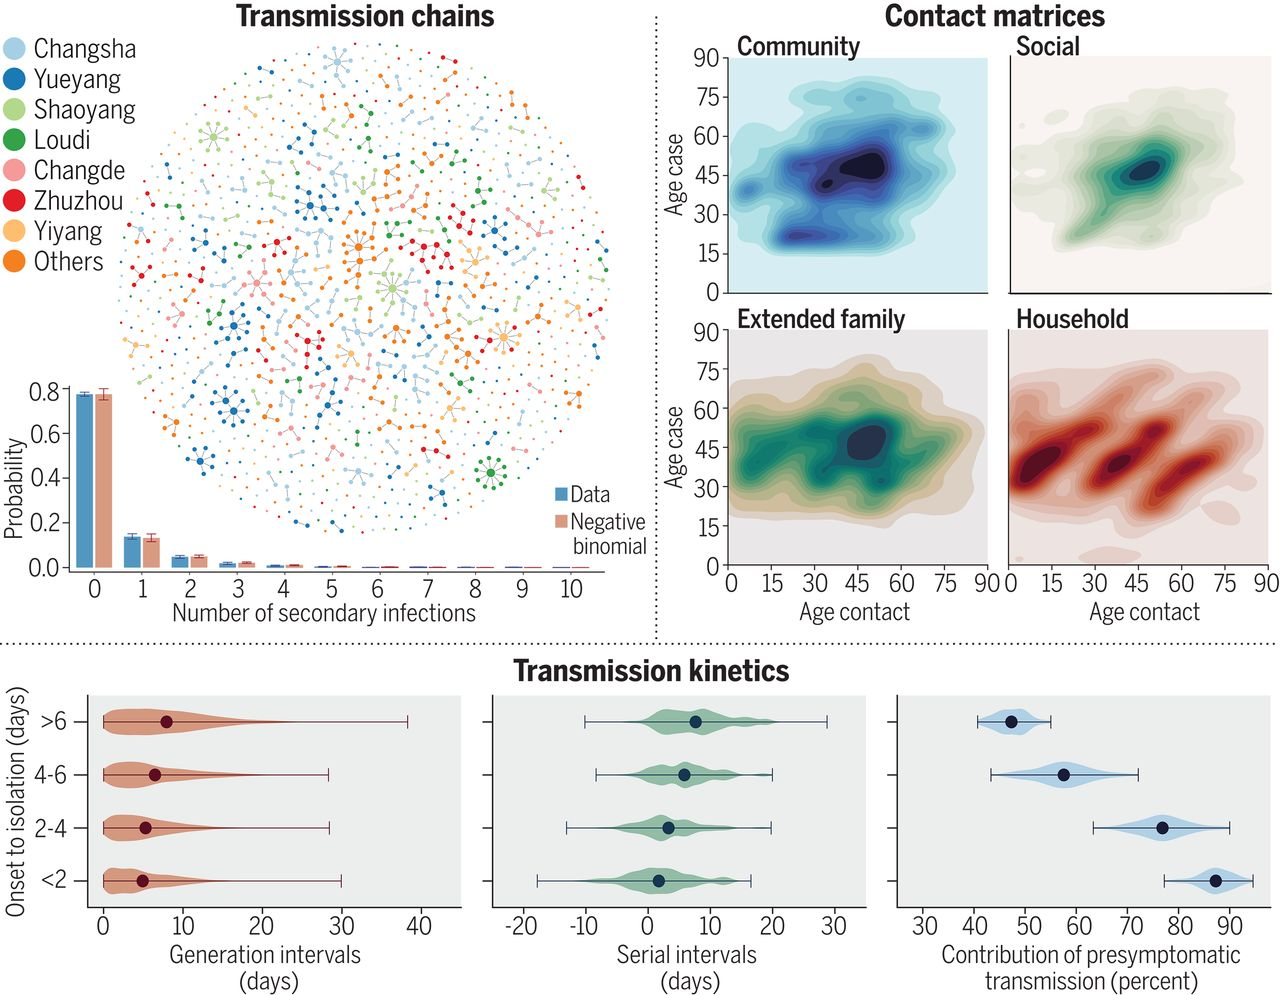 Transmission chains
Changsha
Yueyang
Shaoyang
Loudi
Changde
Zhuzhou
Yiyang
Others
Probability
0.8
0.6
0.4
0.2
0.0
0 1 2 3 4 5 6 7 8 9 10
Number of secondary infections
Data
Negative
binomial
Contact matrices
Community
Social
Age case
90
75
60
45
30
15
0
Extended family
Household
Age case
90
75
60
45
30
15
0
0 15 30 45 60 75 90
0 15 30 45 60 75 90
Age contact
Age contact
Transmission kinetics
Onset to isolation (days)
>6
4-6
2-4
<2
0 10 20 30 40
Generation intervals
(days)
-20 -10 0 10 20 30
Serial intervals
(days)
30 40 50 60 70 80 90
Contribution of presymptomatic
transmission (percent)